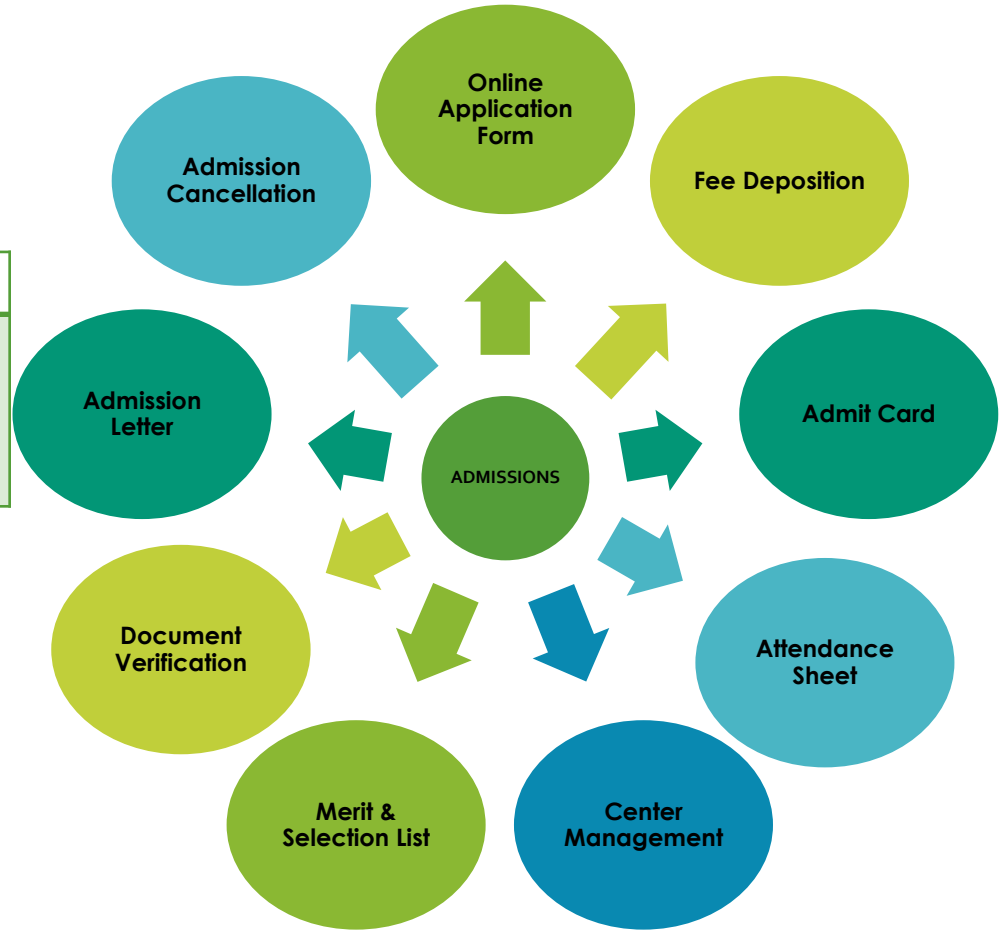 Online
Application
Form
Fee Deposition
Admit Card
Attendance
Sheet
Center
Management
Merit &
Selection List
Document
Verification
Admission
Letter
Admission
Cancellation
ADMISSIONS